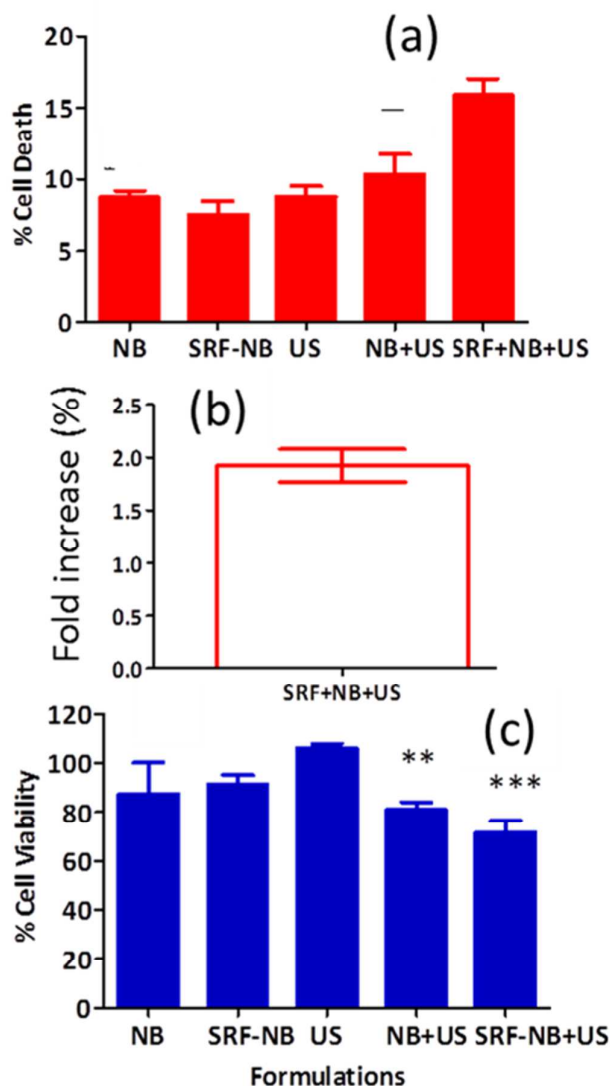 (a)
20
15
10
5
0
% Cell Death
NB SRF-NB US NB+US SRF+NB+US
(b)
2.5
2.0
1.5
1.0
0.5
0.0
Fold increase (%)
SRF+NB+US
(c)
120
100
80
60
40
20
0
% Cell Viability
**
***
NB SRF-NB US NB+US SRF-NB+US
Formulations